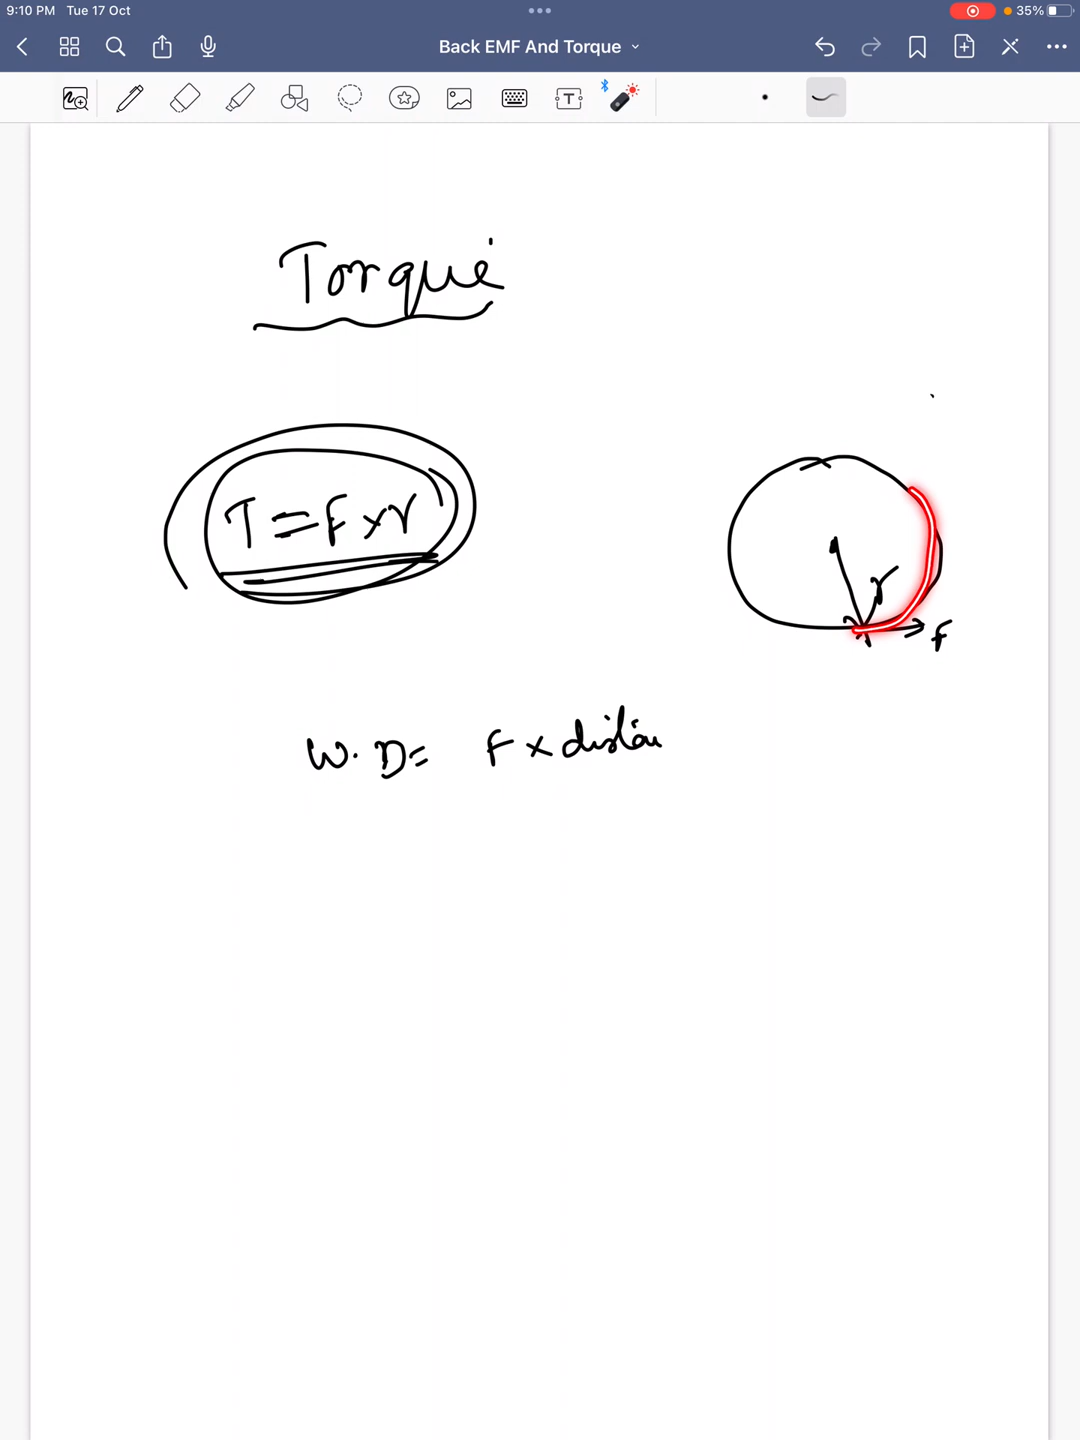 9:10 PM Tue 17 Oct
35%
Back EMF And Torque
T
Torque
T = F × r
r
F
W.D = F × distan